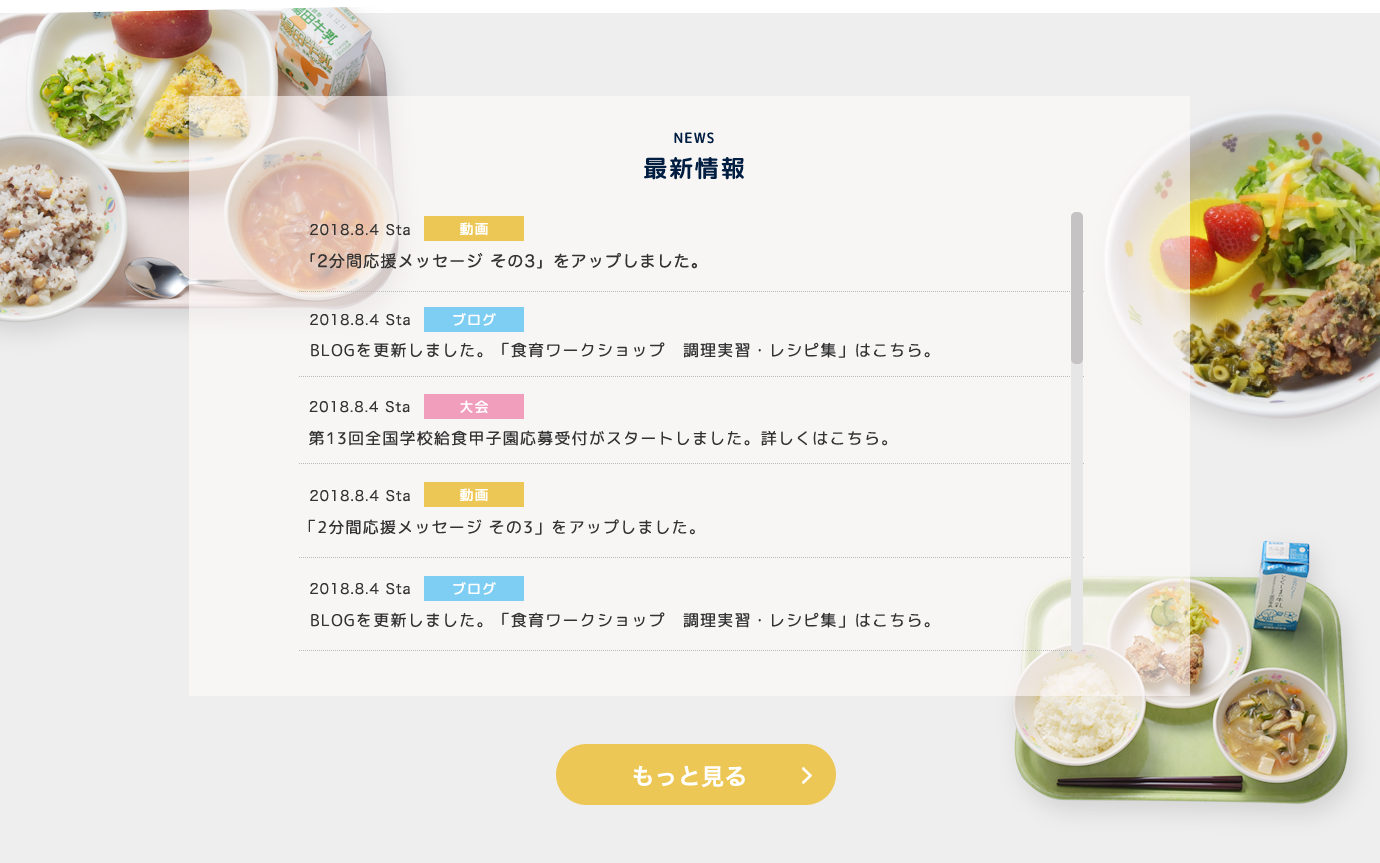 NEWS
最新情報
2018.8.4 Sta 動画
「2分間応援メッセージ その3」をアップしました。
2018.8.4 Sta ブログ
BLOGを更新しました。「食育ワークショップ　調理実習・レシピ集」はこちら。
2018.8.4 Sta 大会
第13回全国学校給食甲子園応募受付がスタートしました。詳しくはこちら。
2018.8.4 Sta 動画
「2分間応援メッセージ その3」をアップしました。
2018.8.4 Sta ブログ
BLOGを更新しました。「食育ワークショップ　調理実習・レシピ集」はこちら。
もっと見る